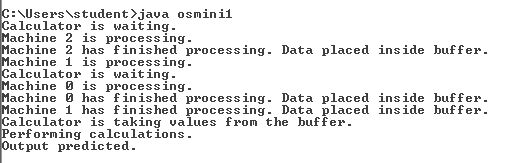 C:\Users\student>java osmini1
Calculator is waiting.
Machine 2 is processing.
Machine 2 has finished processing. Data placed inside buffer.
Machine 1 is processing.
Calculator is waiting.
Machine 0 is processing.
Machine 0 has finished processing. Data placed inside buffer.
Machine 1 has finished processing. Data placed inside buffer.
Calculator is taking values from the buffer.
Performing calculations.
Output predicted.